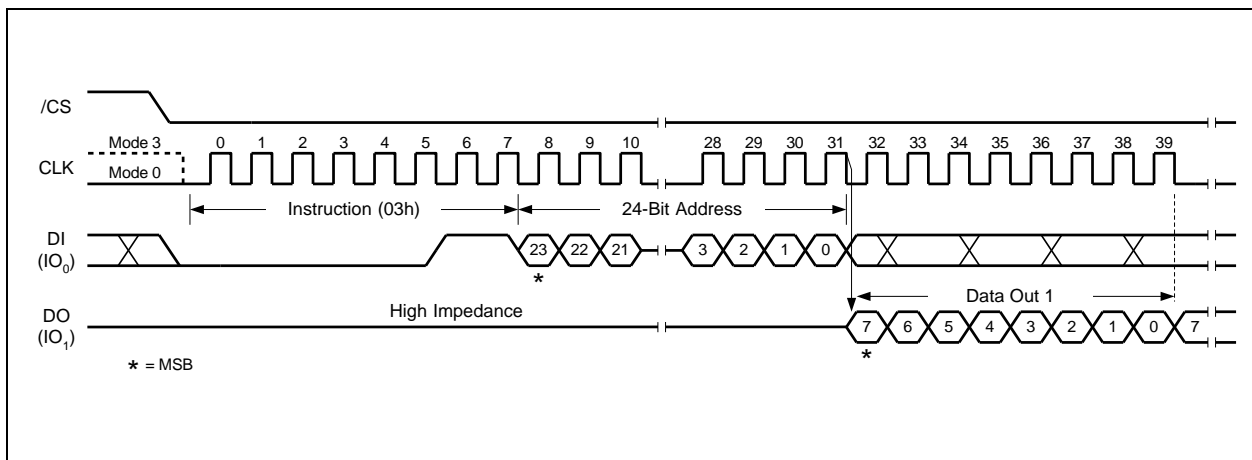 /CS
Mode 3 0 1 2 3 4 5 6 7 8 9 10 28 29 30 31 32 33 34 35 36 37 38 39
CLK
Mode 0
Instruction (03h) 24-Bit Address
DI
(IO0)
23 22 21 3 2 1 0
*
Data Out 1
DO
(IO1)
High Impedance
7 6 5 4 3 2 1 0 7
*
* = MSB